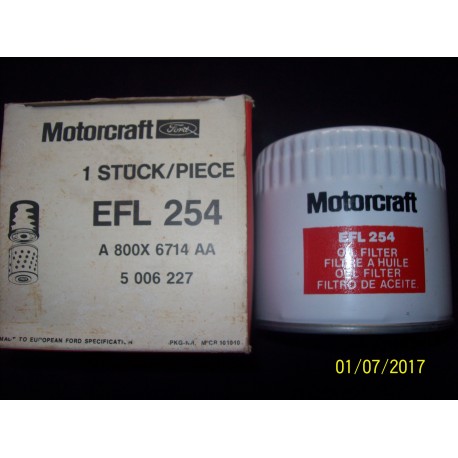 Motorcraft Ford
1 STÜCK/PIECE
EFL 254
A 800X 6714 AA
5 006 227
TO EUROPEAN FORD SPECIFICATION
Motorcraft
EFL 254
OIL FILTER
FILTRE A HUILE
OEL FILTER
FILTRO DE ACEITE
01/07/2017